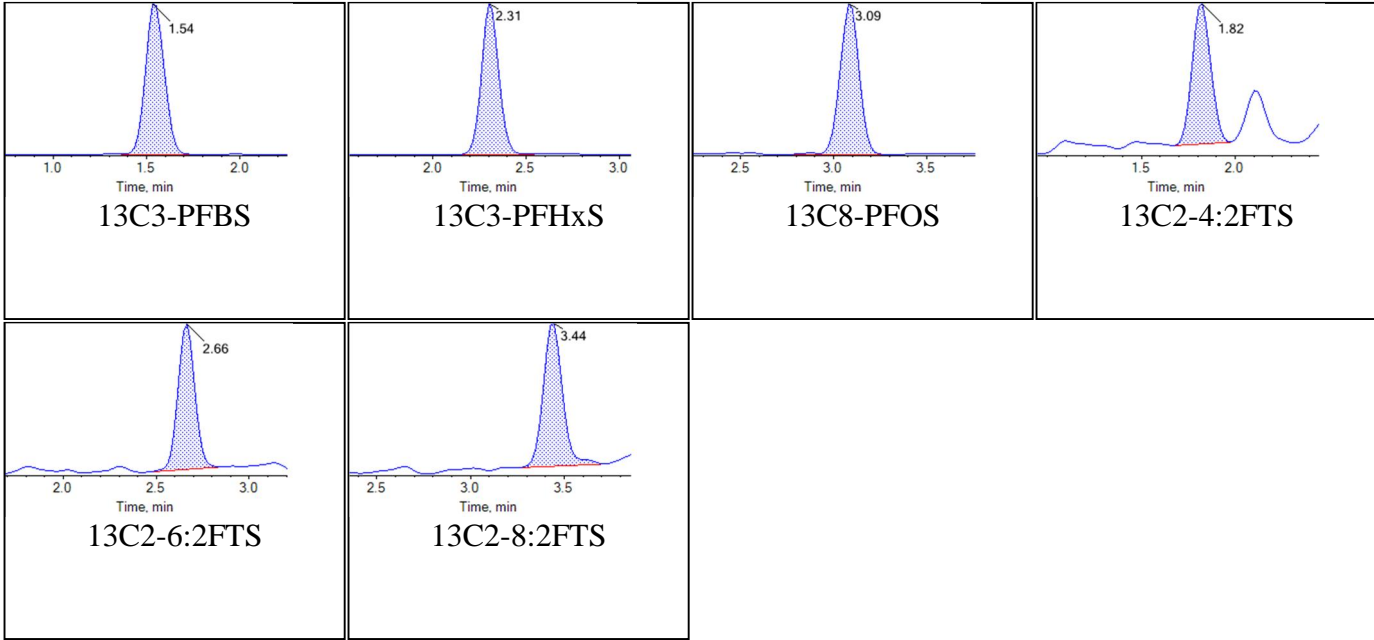 1.54
1.0 1.5 2.0
Time, min
13C3-PFBS
2.31
2.0 2.5 3.0
Time, min
13C3-PFHxS
3.09
2.5 3.0 3.5
Time, min
13C8-PFOS
1.82
1.5 2.0
Time, min
13C2-4:2FTS
2.66
2.0 2.5 3.0
Time, min
13C2-6:2FTS
3.44
2.5 3.0 3.5
Time, min
13C2-8:2FTS